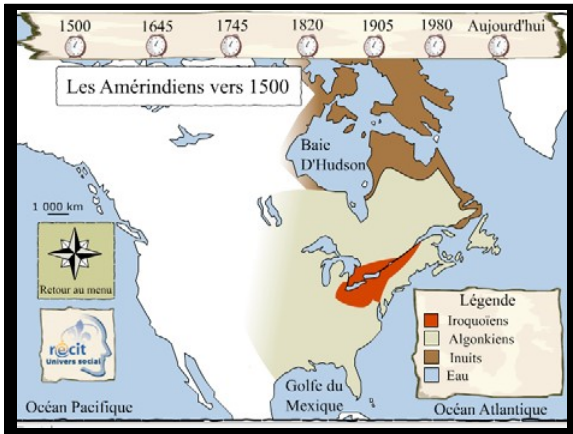 1500 1645 1745 1820 1905 1980 Aujourd'hui
Les Amérindiens vers 1500
Baie
D'Hudson
1 000 km
Retour au menu
récit
Univers social
Légende
Iroquoïens
Algonkiens
Inuits
Eau
Golfe du
Mexique
Océan Pacifique
Océan Atlantique